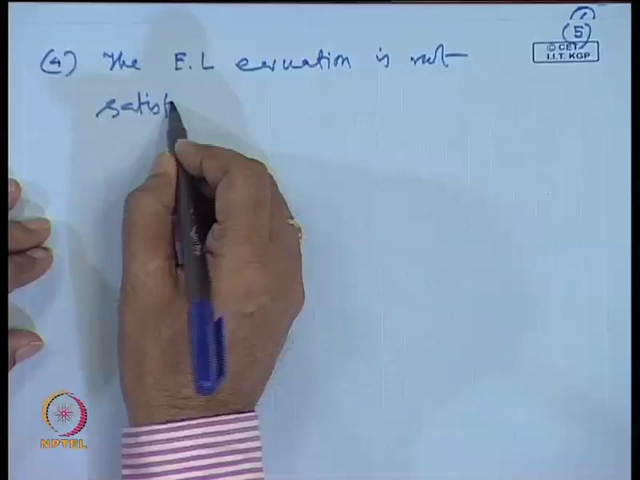 (5)
© CET
I.I.T. KGP
(4) The E.L equation is not
satisf
NPTEL